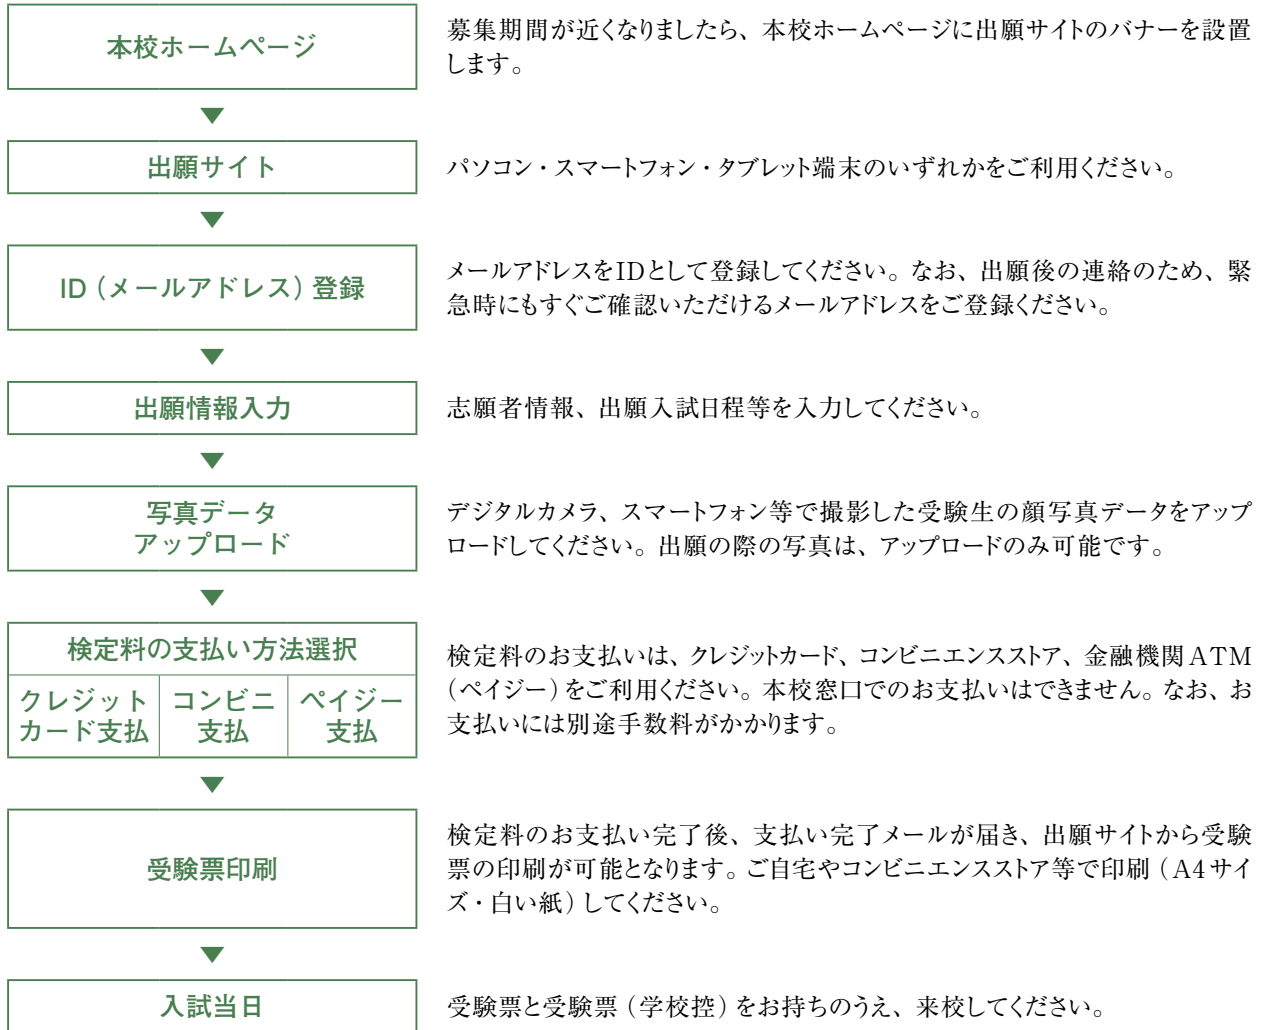 本校ホームページ
募集期間が近くなりましたら、本校ホームページに出願サイトのバナーを設置
します。
▼
出願サイト
パソコン・スマートフォン・タブレット端末のいずれかをご利用ください。
▼
ID（メールアドレス）登録
メールアドレスをIDとして登録してください。なお、出願後の連絡のため、緊
急時にもすぐご確認いただけるメールアドレスをご登録ください。
▼
出願情報入力
志願者情報、出願入試日程等を入力してください。
▼
写真データ
アップロード
デジタルカメラ、スマートフォン等で撮影した受験生の顔写真データをアップ
ロードしてください。出願の際の写真は、アップロードのみ可能です。
▼
検定料の支払い方法選択
クレジット
カード支払
コンビニ
支払
ペイジー
支払
検定料のお支払いは、クレジットカード、コンビニエンスストア、金融機関ATM
（ペイジー）をご利用ください。本校窓口でのお支払いはできません。なお、お
支払いには別途手数料がかかります。
▼
受験票印刷
検定料のお支払い完了後、支払い完了メールが届き、出願サイトから受験
票の印刷が可能となります。ご自宅やコンビニエンスストア等で印刷（A4サイ
ズ・白い紙）してください。
▼
入試当日
受験票と受験票（学校控）をお持ちのうえ、来校してください。